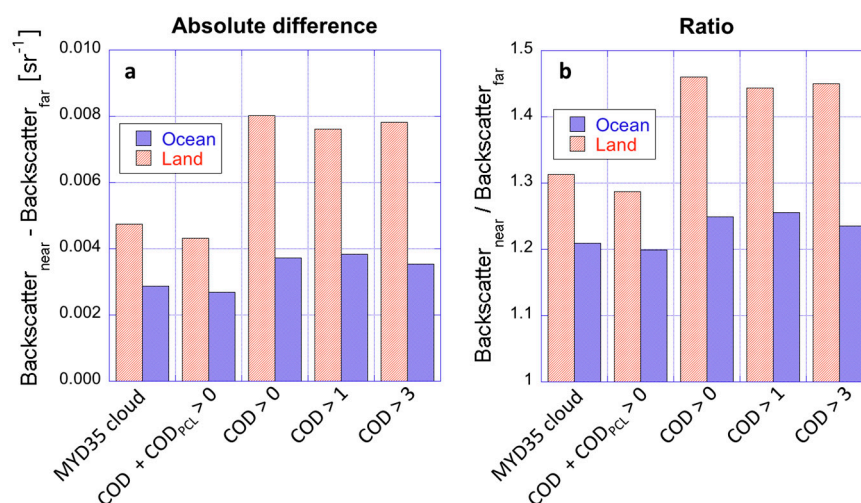 Absolute difference
Backscatter_near - Backscatter_far [sr⁻¹]
0.010
0.008
0.006
0.004
0.002
0.000
a
Ocean
Land
MYD35 cloud
COD + COD_PCL > 0
COD > 0
COD > 1
COD > 3
Ratio
Backscatter_near / Backscatter_far
1.5
1.4
1.3
1.2
1.1
1
b
Ocean
Land
MYD35 cloud
COD + COD_PCL > 0
COD > 0
COD > 1
COD > 3